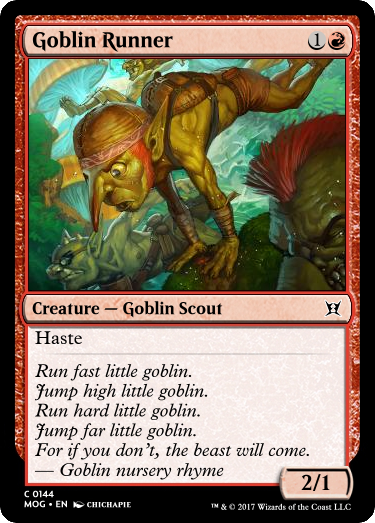 Goblin Runner
1
Creature — Goblin Scout
Haste
Run fast little goblin.
Jump high little goblin.
Run hard little goblin.
Jump far little goblin.
For if you don't, the beast will come.
— Goblin nursery rhyme
2/1
C 0144
MOG • EN CHICHAPIE
™ & © 2017 Wizards of the Coast LLC